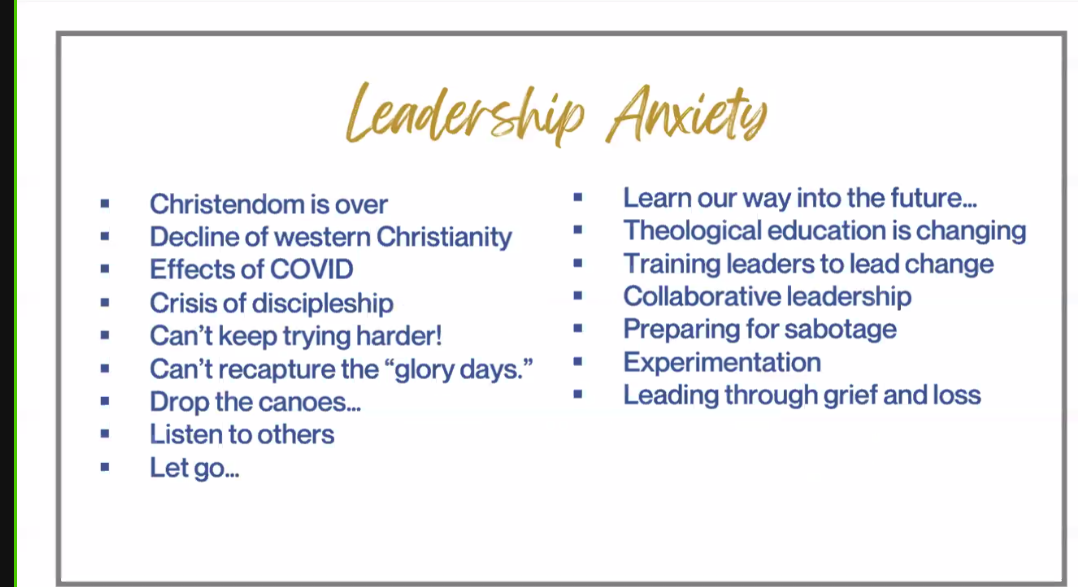 Leadership Anxiety
▪ Christendom is over
▪ Decline of western Christianity
▪ Effects of COVID
▪ Crisis of discipleship
▪ Can’t keep trying harder!
▪ Can’t recapture the “glory days.”
▪ Drop the canoes...
▪ Listen to others
▪ Let go...
▪ Learn our way into the future...
▪ Theological education is changing
▪ Training leaders to lead change
▪ Collaborative leadership
▪ Preparing for sabotage
▪ Experimentation
▪ Leading through grief and loss